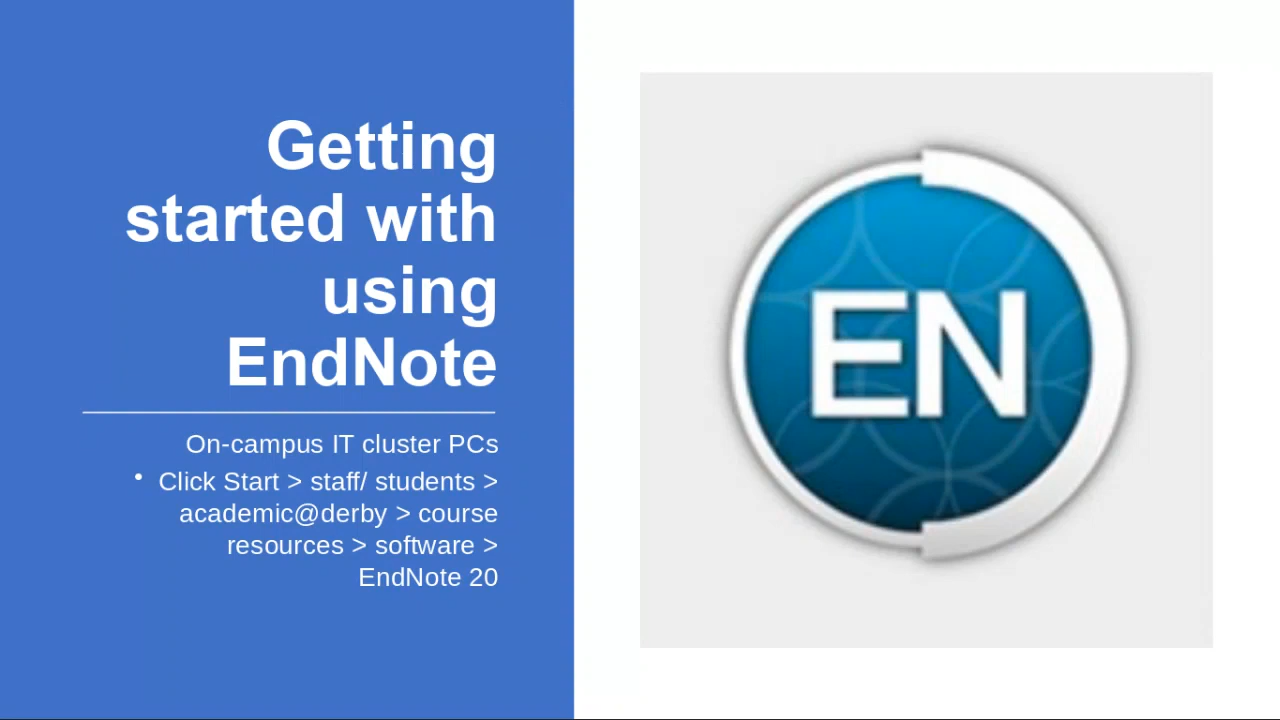 Getting
started with
using
EndNote
On-campus IT cluster PCs
• Click Start > staff/ students >
academic@derby > course
resources > software >
EndNote 20
EN